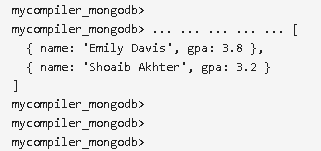 mycompiler_mongodb>
mycompiler_mongodb> ... ... ... ... ... [
  { name: 'Emily Davis', gpa: 3.8 },
  { name: 'Shoaib Akhter', gpa: 3.2 }
]
mycompiler_mongodb>
mycompiler_mongodb>
mycompiler_mongodb>